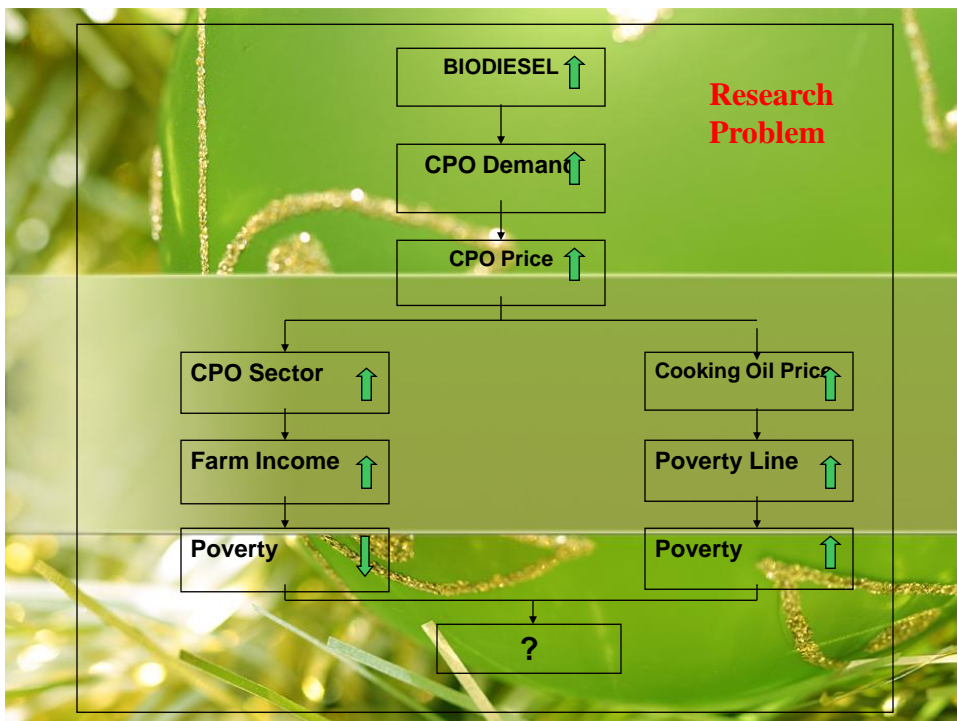 BIODIESEL
Research
Problem
CPO Demand
CPO Price
CPO Sector
Cooking Oil Price
Farm Income
Poverty Line
Poverty
Poverty
?